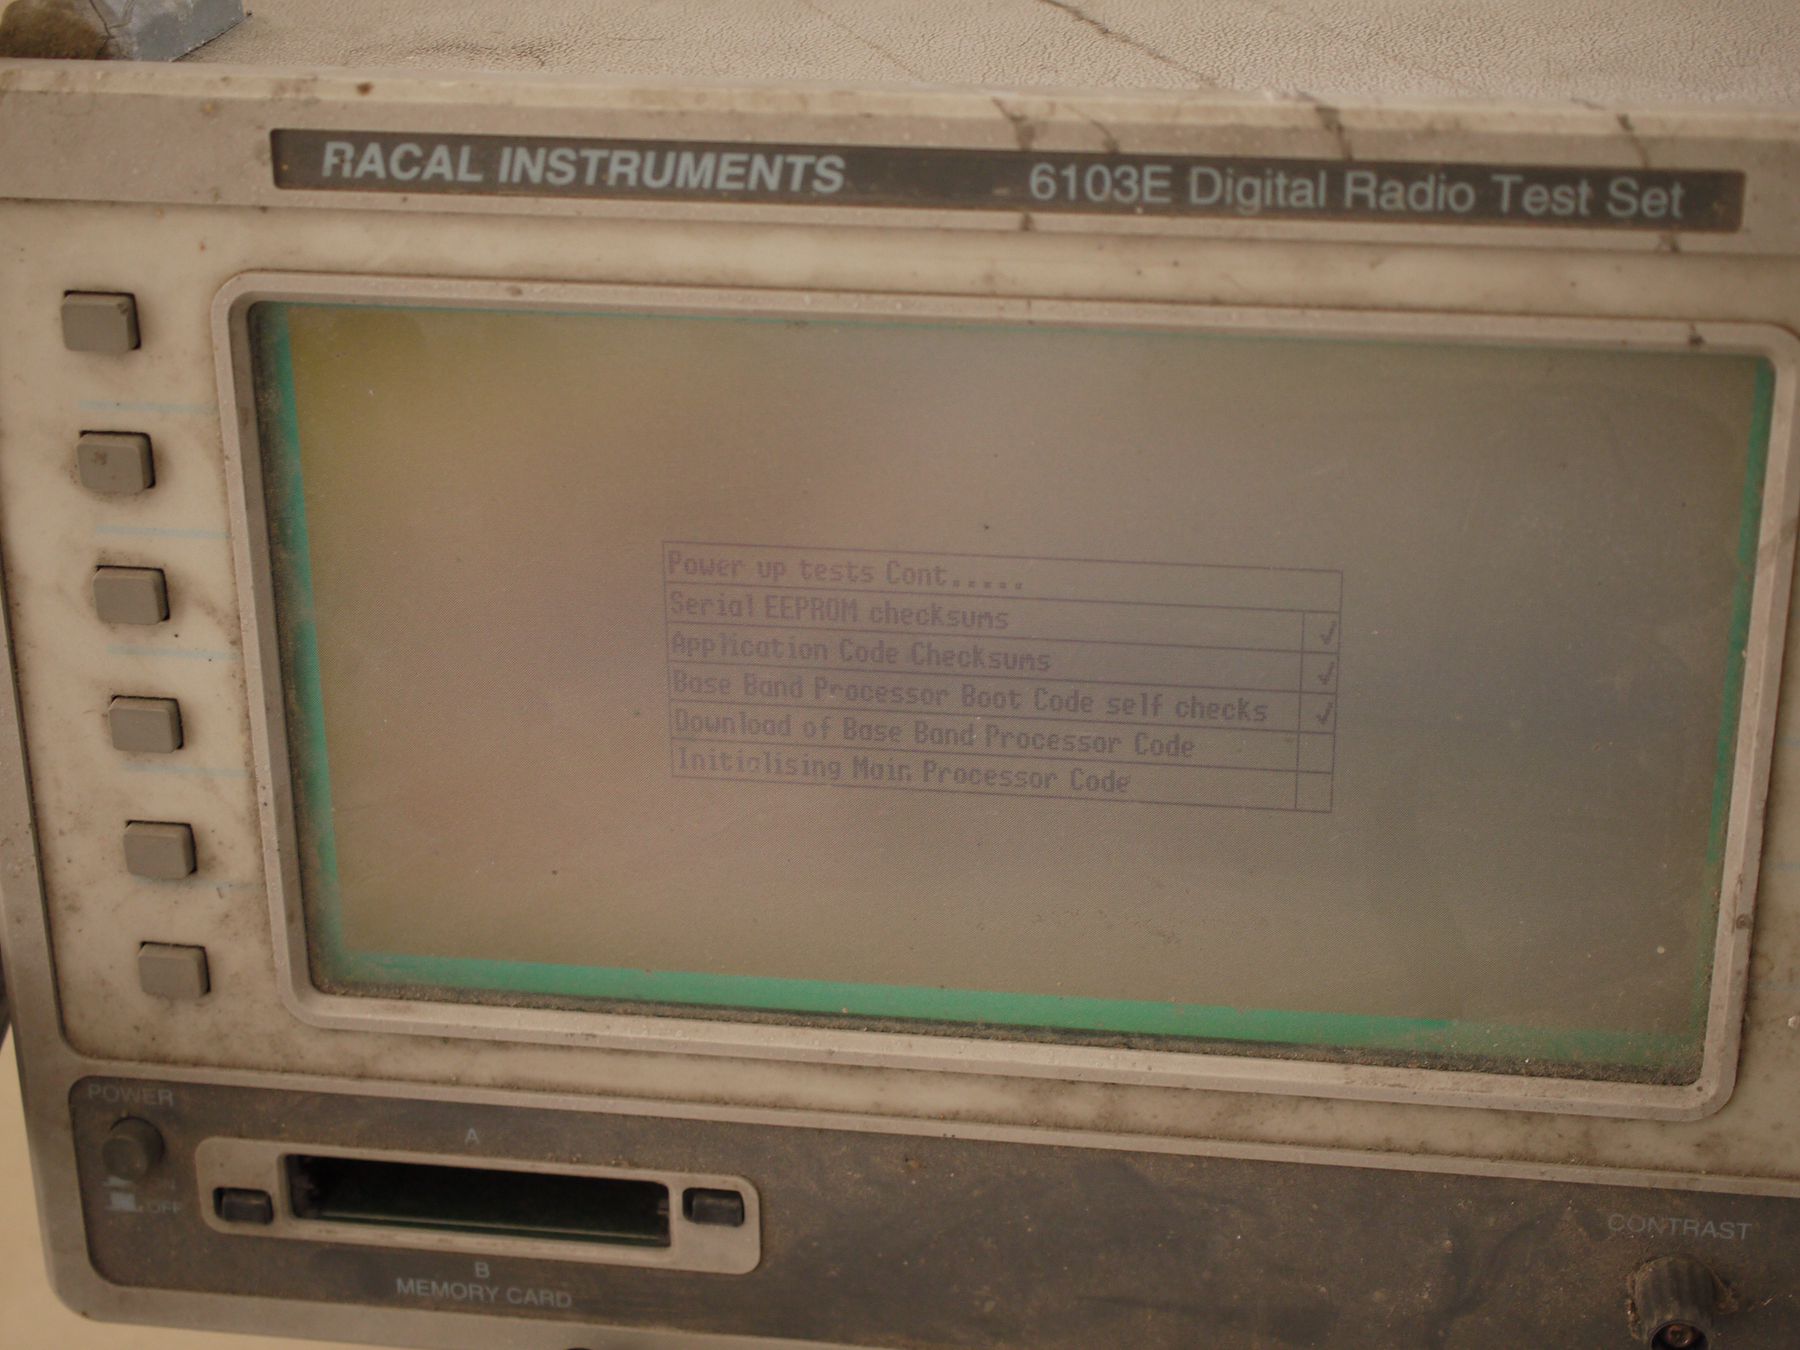 RACAL INSTRUMENTS 6103E Digital Radio Test Set
Power up tests Cont.....
Serial EEPROM checksums ✓
Application Code Checksums ✓
Base Band Processor Boot Code self checks ✓
Download of Base Band Processor Code
Initialising Main Processor Code
POWER
ON
OFF
A
B
MEMORY CARD
CONTRAST